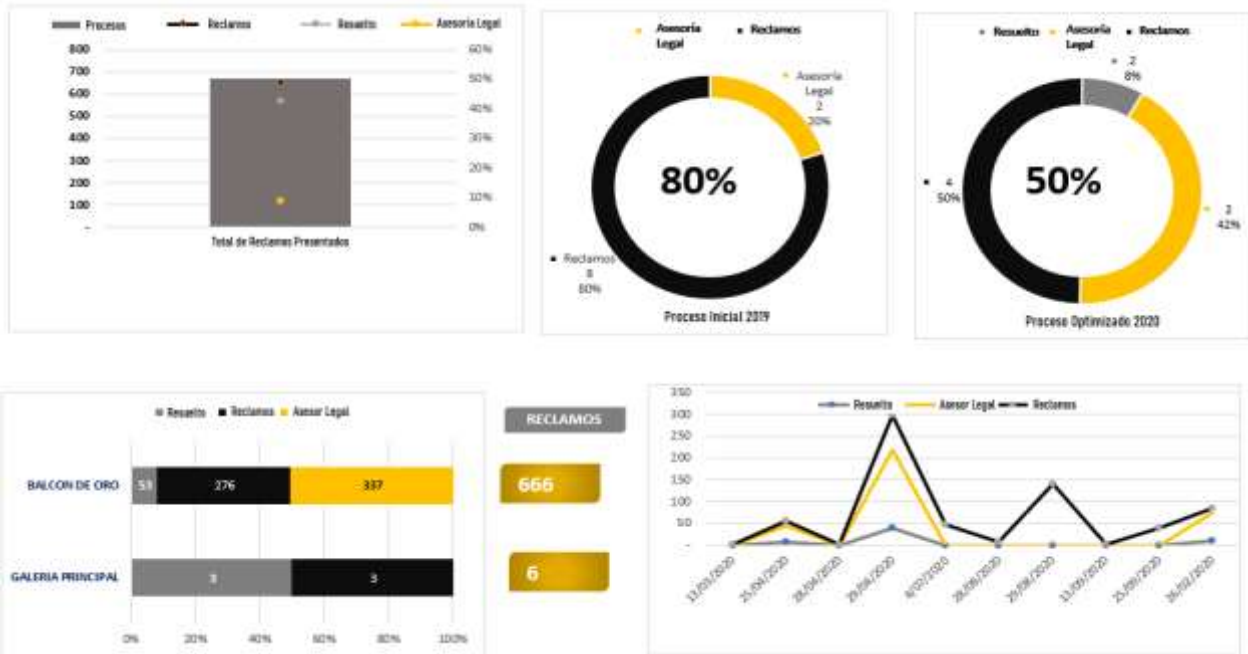 Procesos Reclamos Resuelto Asesoría Legal
800 60%
700 50%
600
500 40%
400 30%
300
200 20%
100 10%
- 0%
Total de Reclamos Presentados
Asesoría Legal Reclamos
Asesoría
Legal
2
20%
80%
Reclamos
8
80%
Proceso Inicial 2019
Resuelto Asesoría Legal Reclamos
2
8%
50%
4
50%
42%
Proceso Optimizado 2020
Resuelto Reclamos Asesor Legal
BALCON DE ORO 53 276 337
GALERIA PRINCIPAL 3 3
0% 20% 40% 60% 80% 100%
RECLAMOS
666
6
Resuelto Asesor Legal Reclamos
350
300
250
200
150
100
50
-
13/03/2020 25/04/2020 28/04/2020 29/04/2020 4/07/2020 28/08/2020 29/08/2020 13/09/2020 25/09/2020 26/02/2020